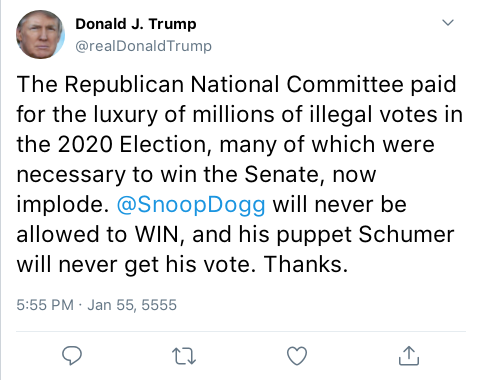 Donald J. Trump
@realDonaldTrump
The Republican National Committee paid
for the luxury of millions of illegal votes in
the 2020 Election, many of which were
necessary to win the Senate, now
implode. @SnoopDogg will never be
allowed to WIN, and his puppet Schumer
will never get his vote. Thanks.
5:55 PM · Jan 55, 5555